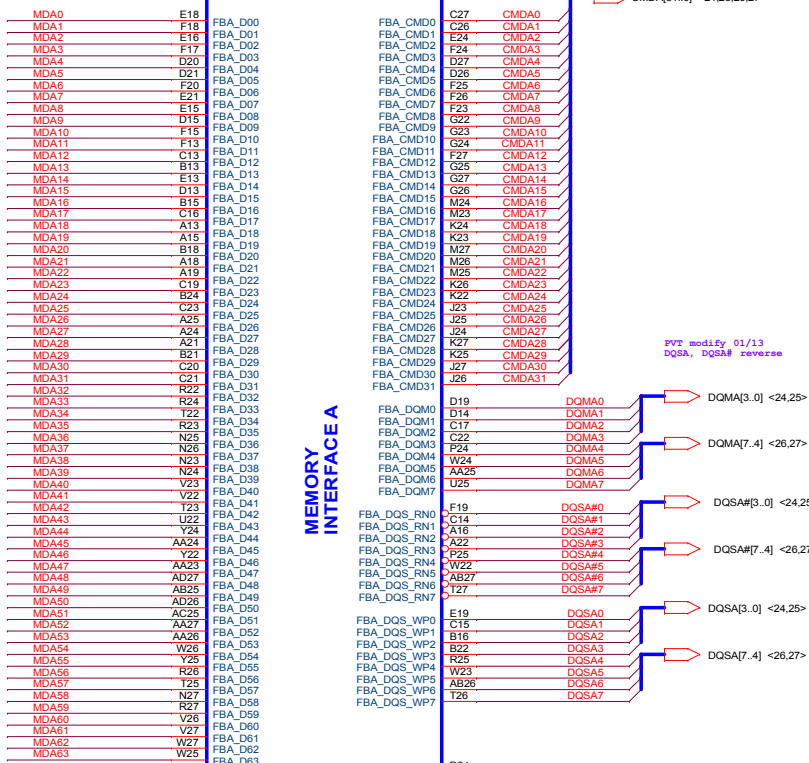 MDA0 E18 FBA_D00
MDA1 F18 FBA_D01
MDA2 E16 FBA_D02
MDA3 F17 FBA_D03
MDA4 D20 FBA_D04
MDA5 D21 FBA_D05
MDA6 F20 FBA_D06
MDA7 E21 FBA_D07
MDA8 E15 FBA_D08
MDA9 D15 FBA_D09
MDA10 F15 FBA_D10
MDA11 F13 FBA_D11
MDA12 C13 FBA_D12
MDA13 B13 FBA_D13
MDA14 E13 FBA_D14
MDA15 D13 FBA_D15
MDA16 B15 FBA_D16
MDA17 C16 FBA_D17
MDA18 A13 FBA_D18
MDA19 A15 FBA_D19
MDA20 B18 FBA_D20
MDA21 A18 FBA_D21
MDA22 A19 FBA_D22
MDA23 C19 FBA_D23
MDA24 B24 FBA_D24
MDA25 C23 FBA_D25
MDA26 A25 FBA_D26
MDA27 A24 FBA_D27
MDA28 A21 FBA_D28
MDA29 B21 FBA_D29
MDA30 C20 FBA_D30
MDA31 C21 FBA_D31
MDA32 R22 FBA_D32
MDA33 R24 FBA_D33
MDA34 T22 FBA_D34
MDA35 R23 FBA_D35
MDA36 N25 FBA_D36
MDA37 N26 FBA_D37
MDA38 N23 FBA_D38
MDA39 N24 FBA_D39
MDA40 V23 FBA_D40
MDA41 V22 FBA_D41
MDA42 T23 FBA_D42
MDA43 U22 FBA_D43
MDA44 Y24 FBA_D44
MDA45 AA24 FBA_D45
MDA46 Y22 FBA_D46
MDA47 AA23 FBA_D47
MDA48 AD27 FBA_D48
MDA49 AB25 FBA_D49
MDA50 AD26 FBA_D50
MDA51 AC25 FBA_D51
MDA52 AA27 FBA_D52
MDA53 AA26 FBA_D53
MDA54 W26 FBA_D54
MDA55 Y25 FBA_D55
MDA56 R26 FBA_D56
MDA57 T25 FBA_D57
MDA58 N27 FBA_D58
MDA59 R27 FBA_D59
MDA60 V26 FBA_D60
MDA61 V27 FBA_D61
MDA62 W27 FBA_D62
MDA63 W25 FBA_D63
MEMORY
INTERFACE A
FBA_CMD0 C27 CMDA0
FBA_CMD1 C26 CMDA1
FBA_CMD2 E24 CMDA2
FBA_CMD3 F24 CMDA3
FBA_CMD4 D27 CMDA4
FBA_CMD5 D26 CMDA5
FBA_CMD6 F25 CMDA6
FBA_CMD7 F26 CMDA7
FBA_CMD8 F23 CMDA8
FBA_CMD9 G22 CMDA9
FBA_CMD10 G23 CMDA10
FBA_CMD11 G24 CMDA11
FBA_CMD12 F27 CMDA12
FBA_CMD13 G25 CMDA13
FBA_CMD14 G27 CMDA14
FBA_CMD15 G26 CMDA15
FBA_CMD16 M24 CMDA16
FBA_CMD17 M23 CMDA17
FBA_CMD18 K24 CMDA18
FBA_CMD19 K23 CMDA19
FBA_CMD20 M27 CMDA20
FBA_CMD21 M26 CMDA21
FBA_CMD22 M25 CMDA22
FBA_CMD23 K26 CMDA23
FBA_CMD24 K22 CMDA24
FBA_CMD25 J23 CMDA25
FBA_CMD26 J25 CMDA26
FBA_CMD27 J24 CMDA27
FBA_CMD28 K27 CMDA28
FBA_CMD29 K25 CMDA29
FBA_CMD30 J27 CMDA30
FBA_CMD31 J26 CMDA31
PVT modify 01/13
DQSA, DQSA# reverse
FBA_DQM0 D19 DQMA0
FBA_DQM1 D14 DQMA1
FBA_DQM2 C17 DQMA2
FBA_DQM3 C22 DQMA3
FBA_DQM4 P24 DQMA4
FBA_DQM5 W24 DQMA5
FBA_DQM6 AA25 DQMA6
FBA_DQM7 U25 DQMA7
DQMA[3..0] <24,25>
DQMA[7..4] <26,27>
FBA_DQS_RN0 F19 DQSA#0
FBA_DQS_RN1 C14 DQSA#1
FBA_DQS_RN2 A16 DQSA#2
FBA_DQS_RN3 A22 DQSA#3
FBA_DQS_RN4 P25 DQSA#4
FBA_DQS_RN5 W22 DQSA#5
FBA_DQS_RN6 AB27 DQSA#6
FBA_DQS_RN7 T27 DQSA#7
DQSA#[3..0] <24,25
DQSA#[7..4] <26,27
FBA_DQS_WP0 E19 DQSA0
FBA_DQS_WP1 C15 DQSA1
FBA_DQS_WP2 B16 DQSA2
FBA_DQS_WP3 B22 DQSA3
FBA_DQS_WP4 R25 DQSA4
FBA_DQS_WP5 W23 DQSA5
FBA_DQS_WP6 AB26 DQSA6
FBA_DQS_WP7 T26 DQSA7
DQSA[3..0] <24,25>
DQSA[7..4] <26,27>